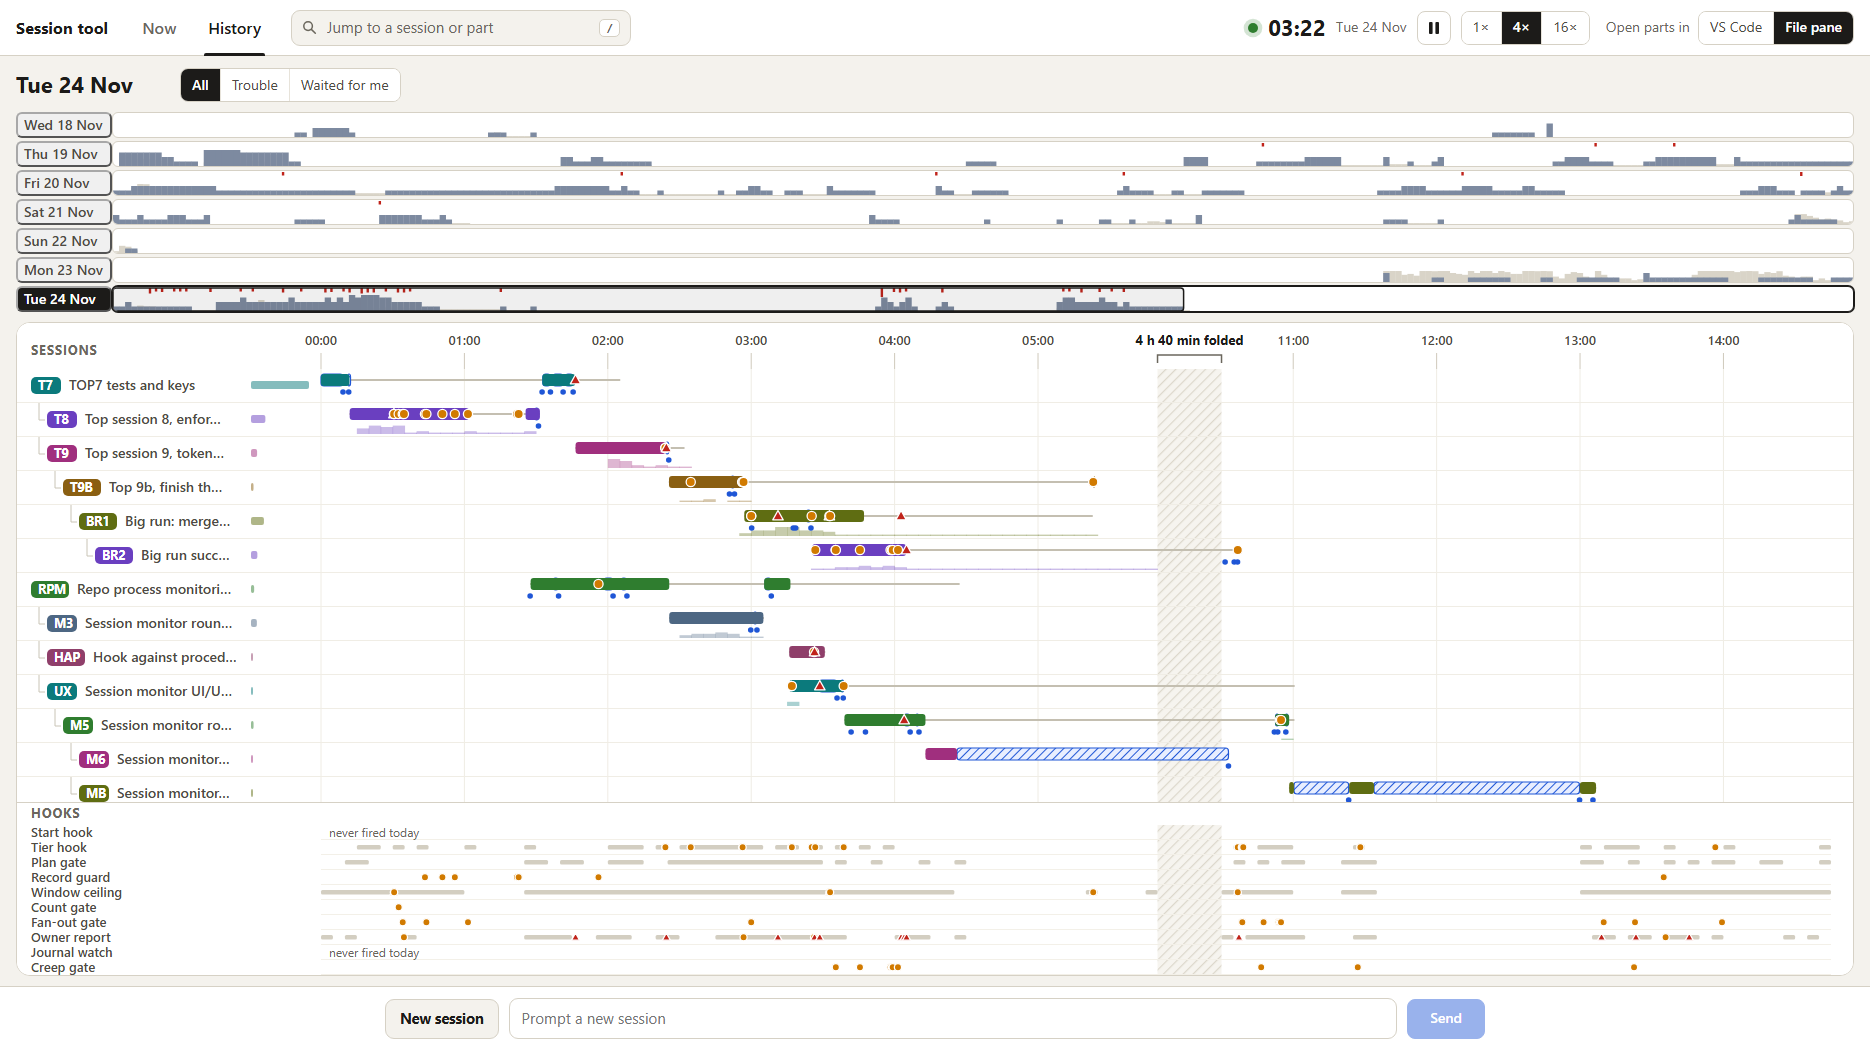 Session tool Now History Jump to a session or part / 03:22 Tue 24 Nov 1× 4× 16× Open parts in VS Code File pane
Tue 24 Nov All Trouble Waited for me
Wed 18 Nov
Thu 19 Nov
Fri 20 Nov
Sat 21 Nov
Sun 22 Nov
Mon 23 Nov
Tue 24 Nov
SESSIONS 00:00 01:00 02:00 03:00 04:00 05:00 4 h 40 min folded 11:00 12:00 13:00 14:00
T7 TOP7 tests and keys
T8 Top session 8, enfor...
T9 Top session 9, token...
T9B Top 9b, finish th...
BR1 Big run: merge...
BR2 Big run succ...
RPM Repo process monitori...
M3 Session monitor roun...
HAP Hook against proced...
UX Session monitor UI/U...
M5 Session monitor ro...
M6 Session monitor...
MB Session monitor...
HOOKS
Start hook never fired today
Tier hook
Plan gate
Record guard
Window ceiling
Count gate
Fan-out gate
Owner report
Journal watch never fired today
Creep gate
New session Prompt a new session Send